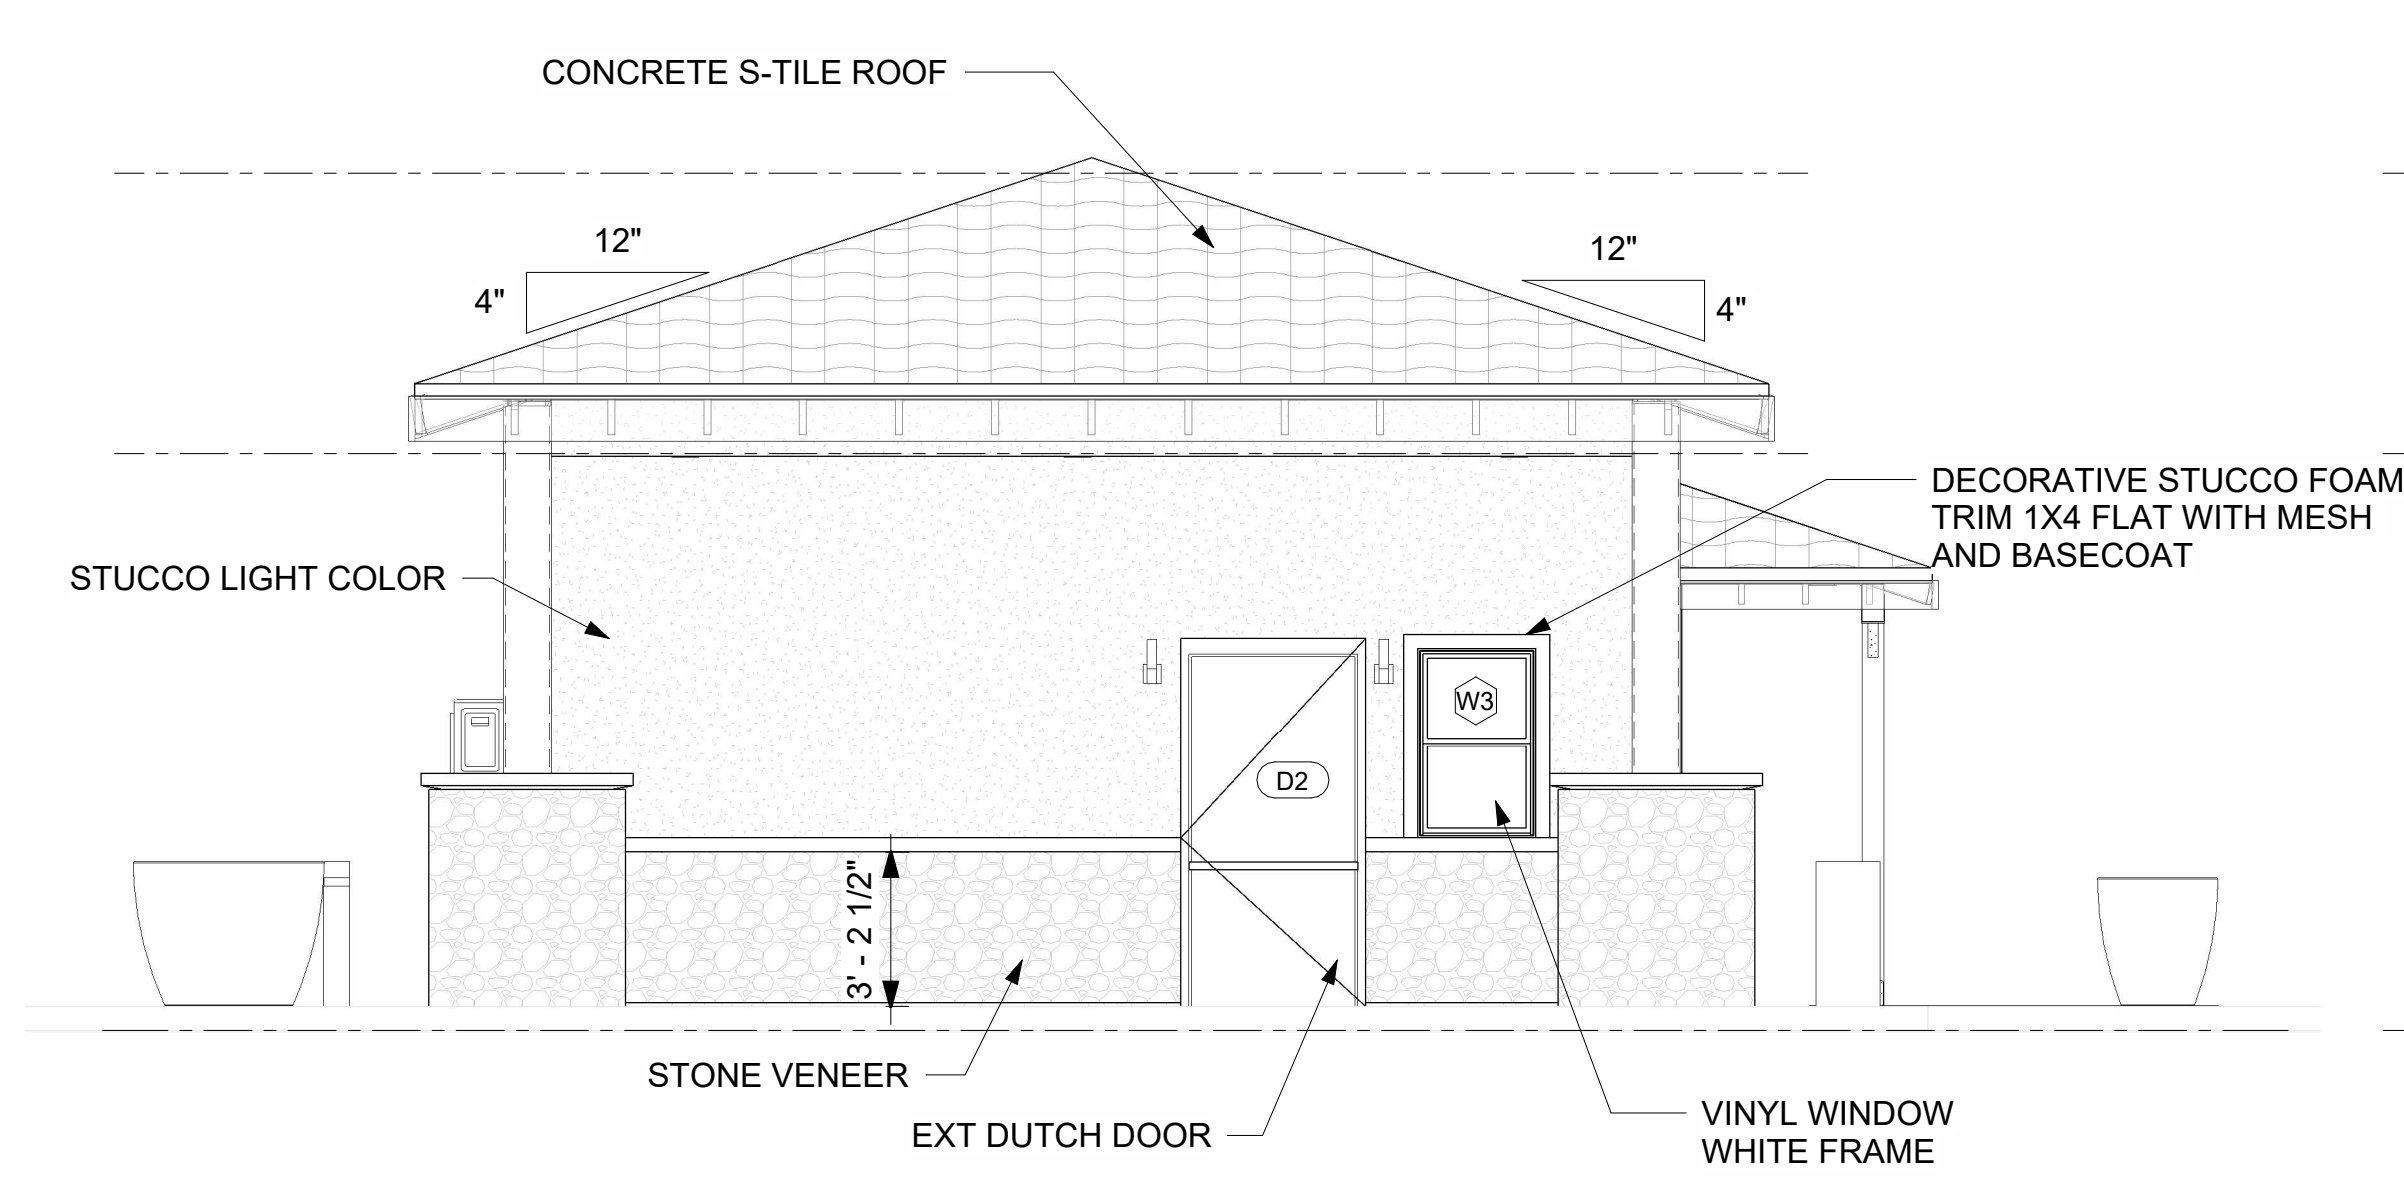 CONCRETE S-TILE ROOF
12"
4"
12"
4"
DECORATIVE STUCCO FOAM
TRIM 1X4 FLAT WITH MESH
AND BASECOAT
STUCCO LIGHT COLOR
W3
D2
3' - 2 1/2"
STONE VENEER
EXT DUTCH DOOR
VINYL WINDOW
WHITE FRAME